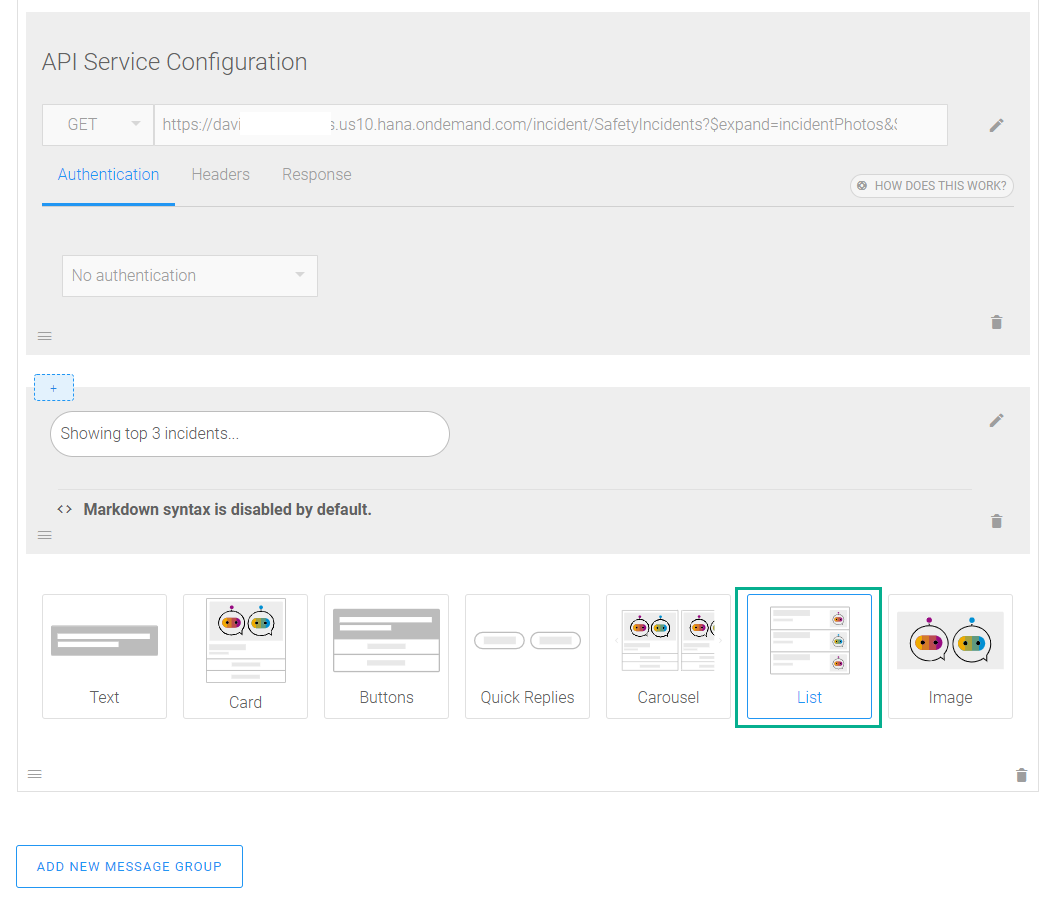 API Service Configuration
GET https://davi s.us10.hana.ondemand.com/incident/SafetyIncidents?$expand=incidentPhotos&
Authentication Headers Response
HOW DOES THIS WORK?
No authentication
+
Showing top 3 incidents...
<> Markdown syntax is disabled by default.
Text Card Buttons Quick Replies Carousel List Image
ADD NEW MESSAGE GROUP